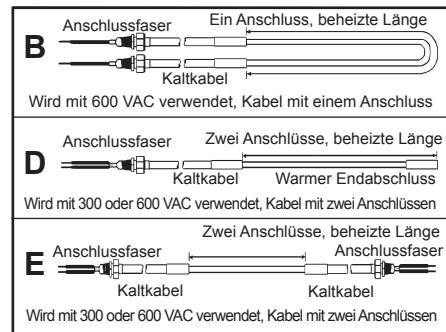 Anschlussfaser Ein Anschluss, beheizte Länge
B
Kaltkabel
Wird mit 600 VAC verwendet, Kabel mit einem Anschluss
Anschlussfaser Zwei Anschlüsse, beheizte Länge
D
Kaltkabel Warmer Endabschluss
Wird mit 300 oder 600 VAC verwendet, Kabel mit zwei Anschlüssen
Zwei Anschlüsse, beheizte Länge
Anschlussfaser Anschlussfaser
E
Kaltkabel Kaltkabel
Wird mit 300 oder 600 VAC verwendet, Kabel mit zwei Anschlüssen